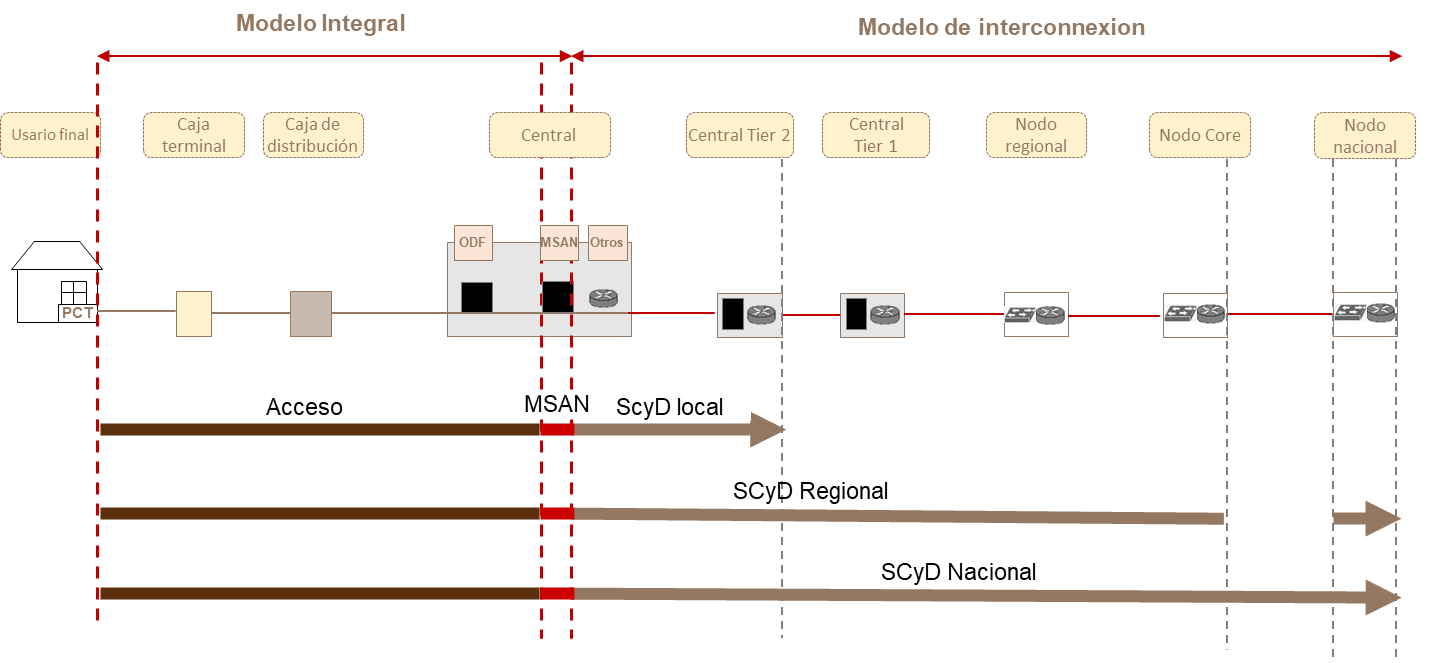 Modelo Integral
Modelo de interconnexion
Usario final
Caja
terminal
Caja de
distribución
Central
Central Tier 2
Central
Tier 1
Nodo
regional
Nodo Core
Nodo
nacional
ODF
MSAN
Otros
PCT
Acceso
MSAN
ScyD local
SCyD Regional
SCyD Nacional